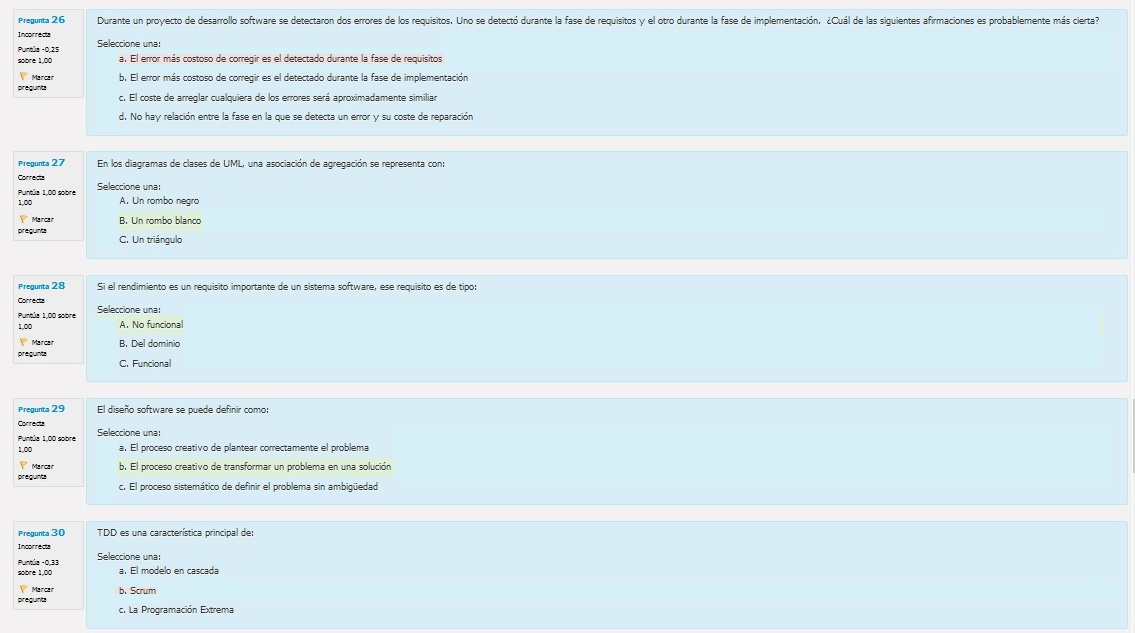 Pregunta 26
Incorrecta
Puntúa -0,25
sobre 1,00
Marcar
pregunta
Durante un proyecto de desarrollo software se detectaron dos errores de los requisitos. Uno se detectó durante la fase de requisitos y el otro durante la fase de implementación. ¿Cuál de las siguientes afirmaciones es probablemente más cierta?
Seleccione una:
a. El error más costoso de corregir es el detectado durante la fase de requisitos
b. El error más costoso de corregir es el detectado durante la fase de implementación
c. El coste de arreglar cualquiera de los errores será aproximadamente similiar
d. No hay relación entre la fase en la que se detecta un error y su coste de reparación
Pregunta 27
Correcta
Puntúa 1,00 sobre
1,00
Marcar
pregunta
En los diagramas de clases de UML, una asociación de agregación se representa con:
Seleccione una:
A. Un rombo negro
B. Un rombo blanco
C. Un triángulo
Pregunta 28
Correcta
Puntúa 1,00 sobre
1,00
Marcar
pregunta
Si el rendimiento es un requisito importante de un sistema software, ese requisito es de tipo:
Seleccione una:
A. No funcional
B. Del dominio
C. Funcional
Pregunta 29
Correcta
Puntúa 1,00 sobre
1,00
Marcar
pregunta
El diseño software se puede definir como:
Seleccione una:
a. El proceso creativo de plantear correctamente el problema
b. El proceso creativo de transformar un problema en una solución
c. El proceso sistemático de definir el problema sin ambigüedad
Pregunta 30
Incorrecta
Puntúa -0,33
sobre 1,00
Marcar
pregunta
TDD es una característica principal de:
Seleccione una:
a. El modelo en cascada
b. Scrum
c. La Programación Extrema